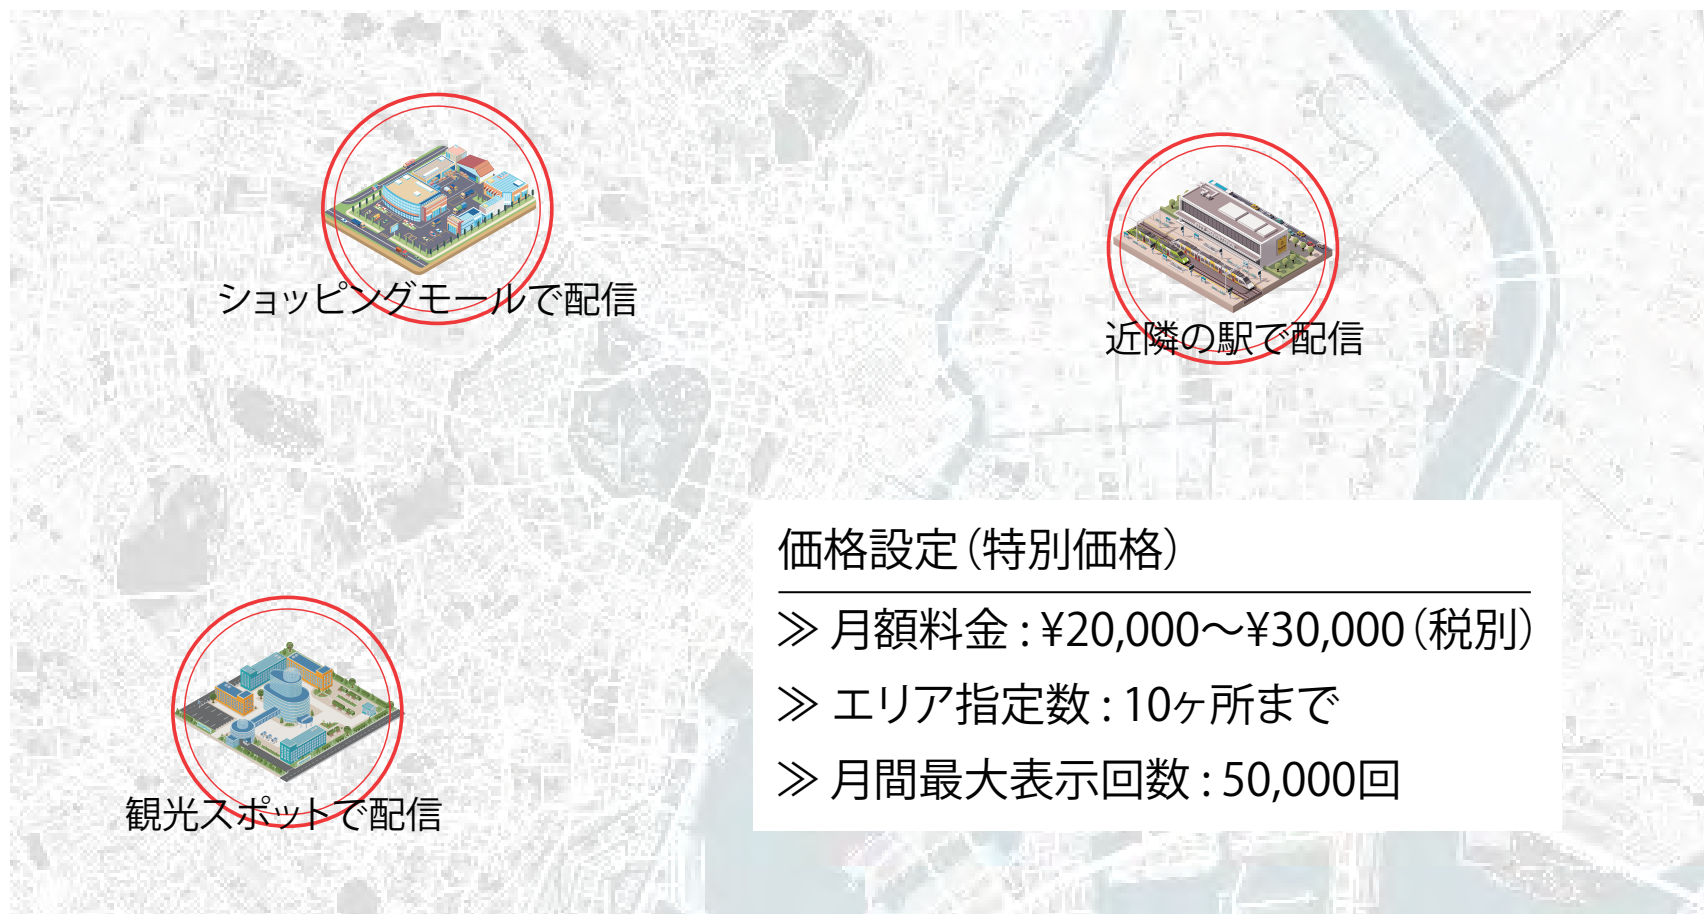 ショッピングモールで配信
近隣の駅で配信
価格設定（特別価格）
≫ 月額料金 : ¥20,000〜¥30,000（税別）
≫ エリア指定数 : 10ヶ所まで
≫ 月間最大表示回数 : 50,000回
観光スポットで配信